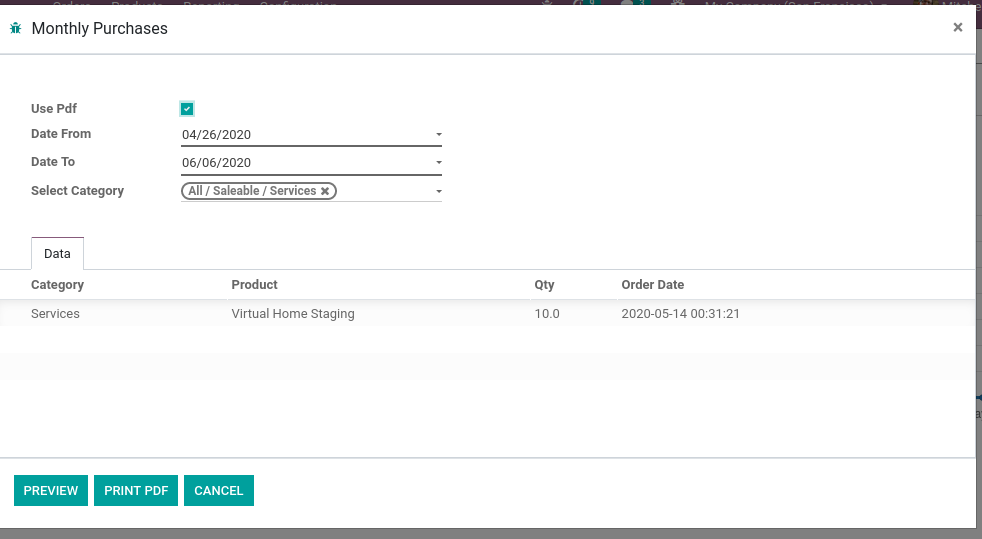 Monthly Purchases ×
Use Pdf
Date From 04/26/2020
Date To 06/06/2020
Select Category All / Saleable / Services ×
Data
Category Product Qty Order Date
Services Virtual Home Staging 10.0 2020-05-14 00:31:21
PREVIEW PRINT PDF CANCEL